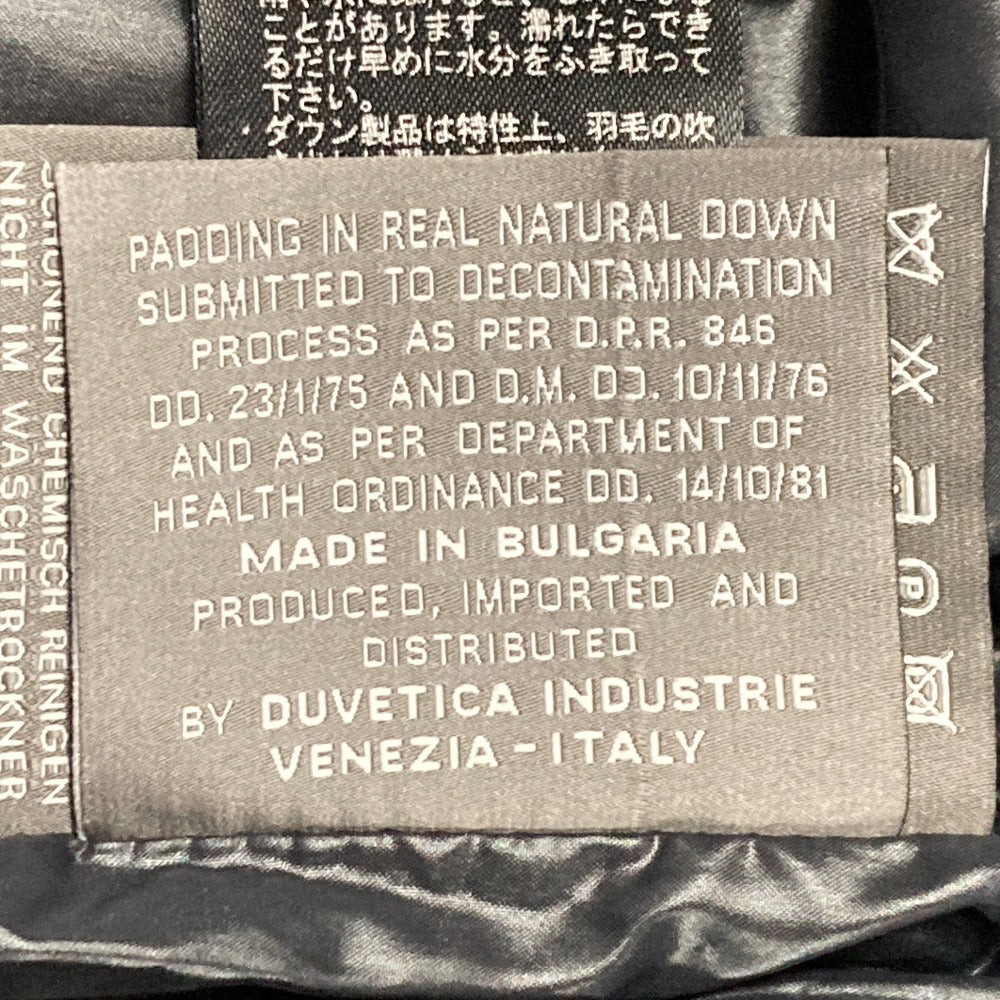 ことがあります。濡れたらでき
るだけ早めに水分をふき取って
下さい。
ダウン製品は特性上、羽毛の吹
PADDING IN REAL NATURAL DOWN
SUBMITTED TO DECONTAMINATION
PROCESS AS PER D.P.R. 846
DD. 23/1/75 AND D.M. DD. 10/11/76
AND AS PER DEPARTMENT OF
HEALTH ORDINANCE DD. 14/10/81
MADE IN BULGARIA
PRODUCED, IMPORTED AND
DISTRIBUTED
BY DUVETICA INDUSTRIE
VENEZIA - ITALY
SCHONEND CHEMISCH REINIGEN
NICHT IM WASCHETROCKNER
P